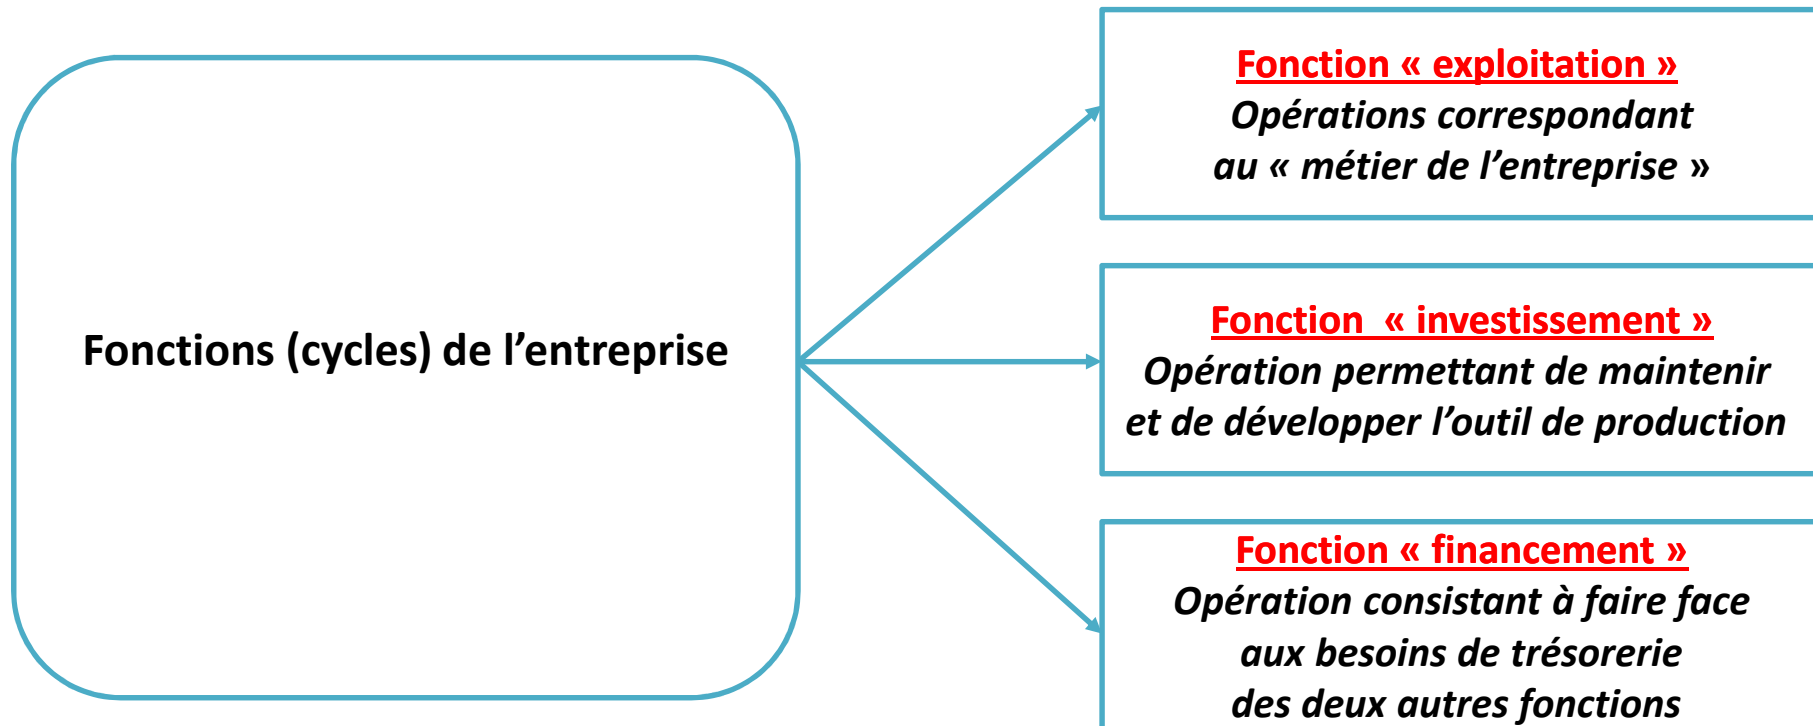 Fonctions (cycles) de l’entreprise
Fonction « exploitation »
Opérations correspondant
au « métier de l’entreprise »
Fonction « investissement »
Opération permettant de maintenir
et de développer l’outil de production
Fonction « financement »
Opération consistant à faire face
aux besoins de trésorerie
des deux autres fonctions